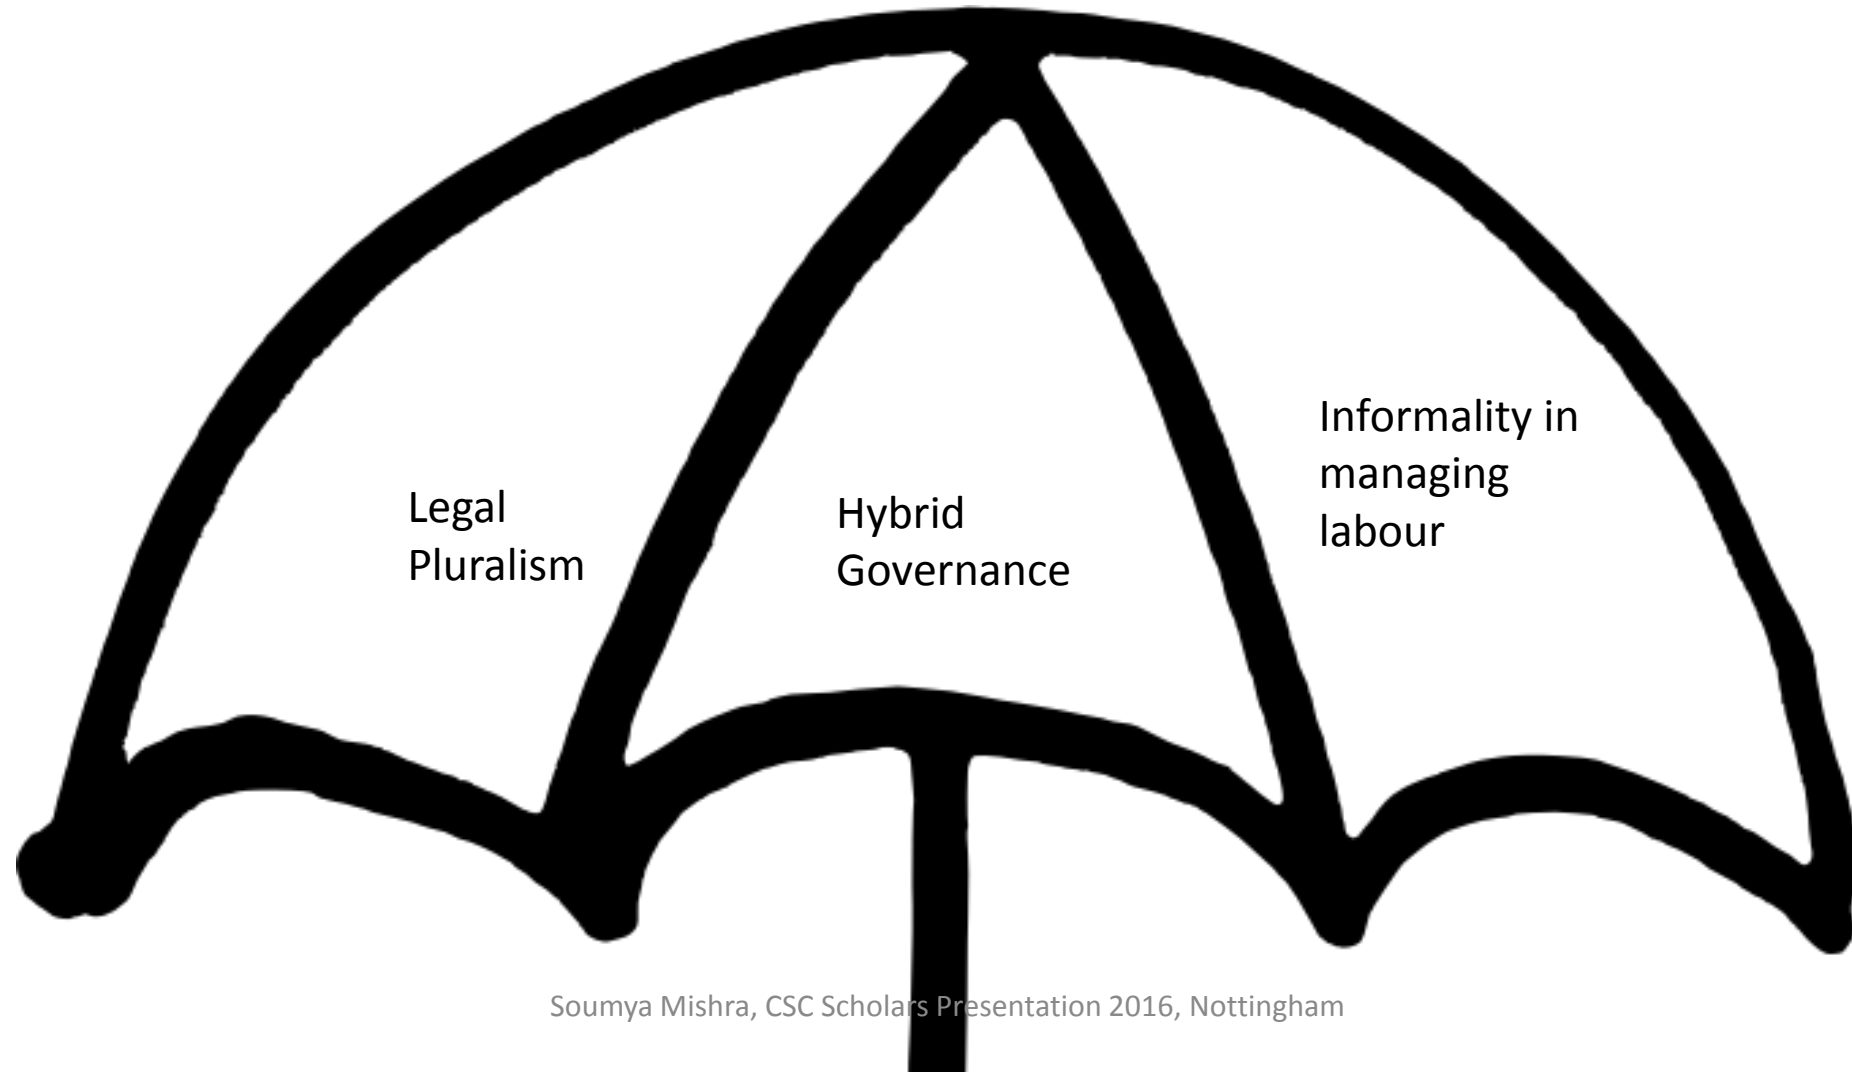 Legal
Pluralism
Hybrid
Governance
Informality in
managing
labour
Soumya Mishra, CSC Scholars Presentation 2016, Nottingham